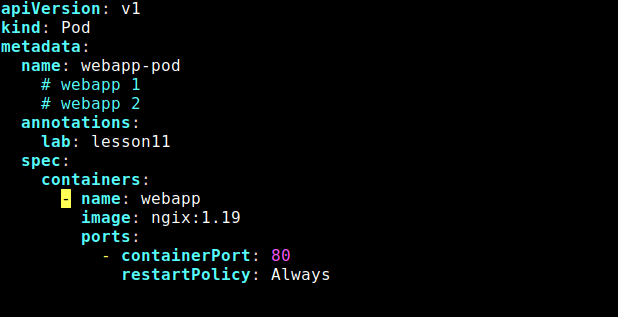 apiVersion: v1
kind: Pod
metadata:
  name: webapp-pod
    # webapp 1
    # webapp 2
  annotations:
    lab: lesson11
  spec:
    containers:
      - name: webapp
        image: ngix:1.19
        ports:
          - containerPort: 80
            restartPolicy: Always